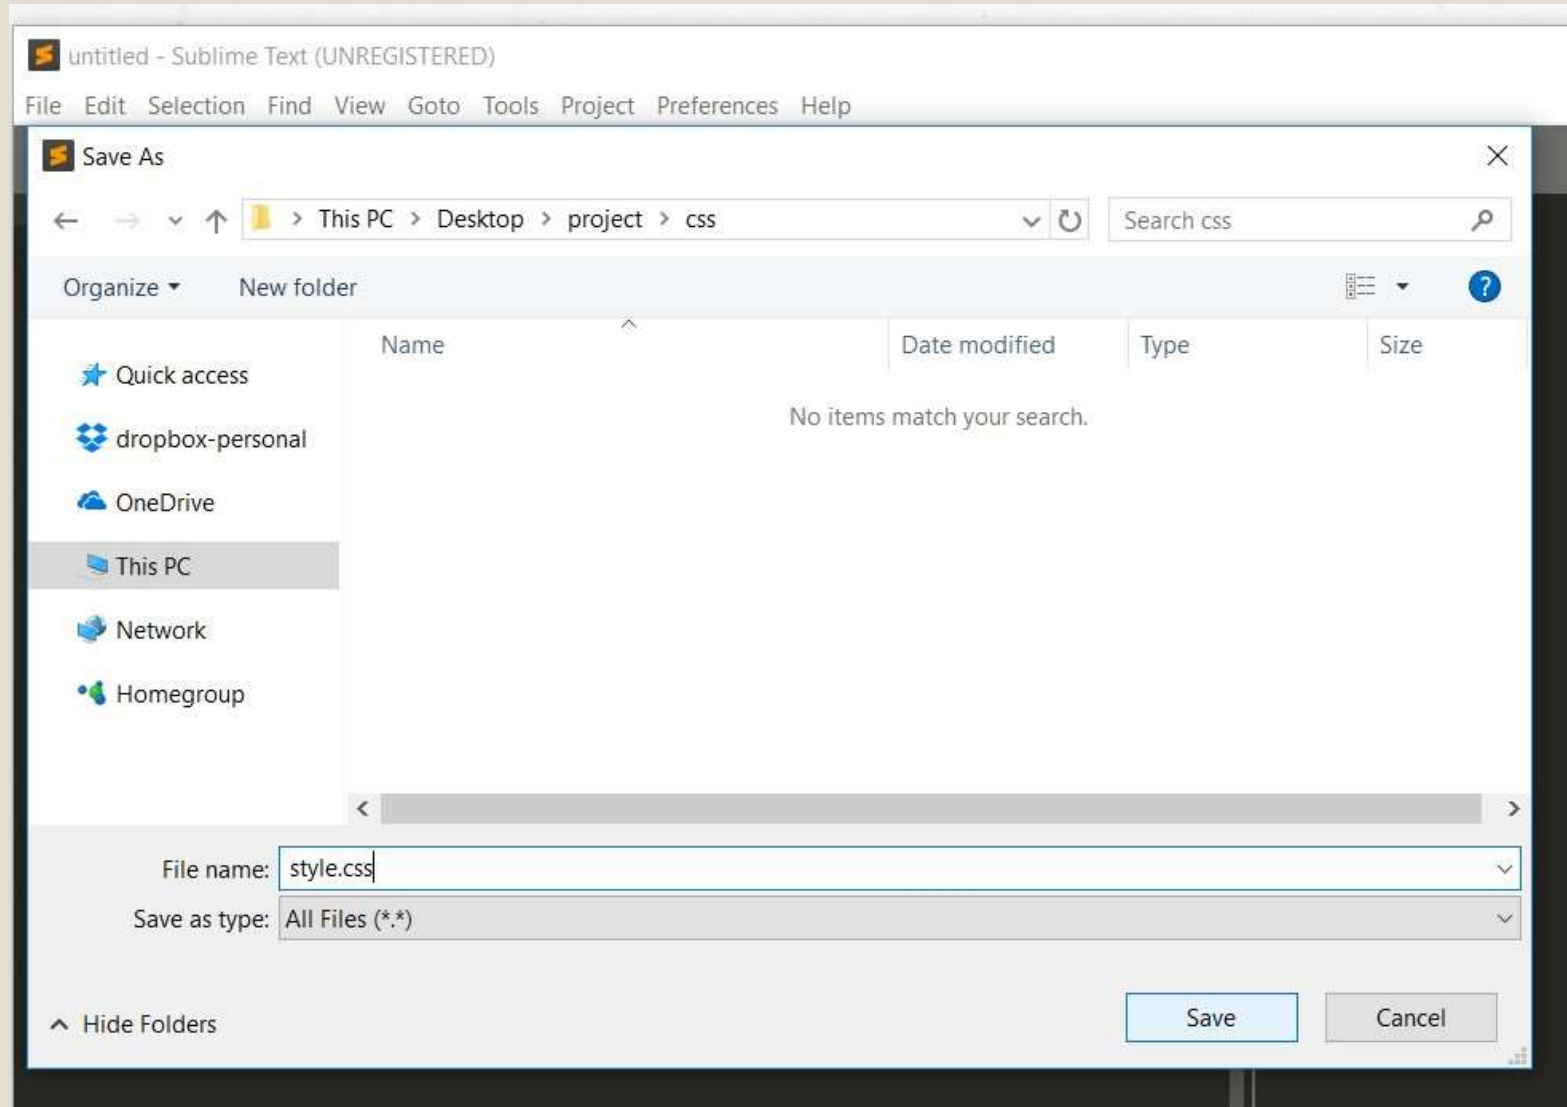 untitled - Sublime Text (UNREGISTERED)
File Edit Selection Find View Goto Tools Project Preferences Help
Save As
This PC > Desktop > project > css
Search css
Organize
New folder
Name
Date modified
Type
Size
Quick access
dropbox-personal
OneDrive
This PC
Network
Homegroup
No items match your search.
File name: style.css
Save as type: All Files (*.*)
Hide Folders
Save
Cancel